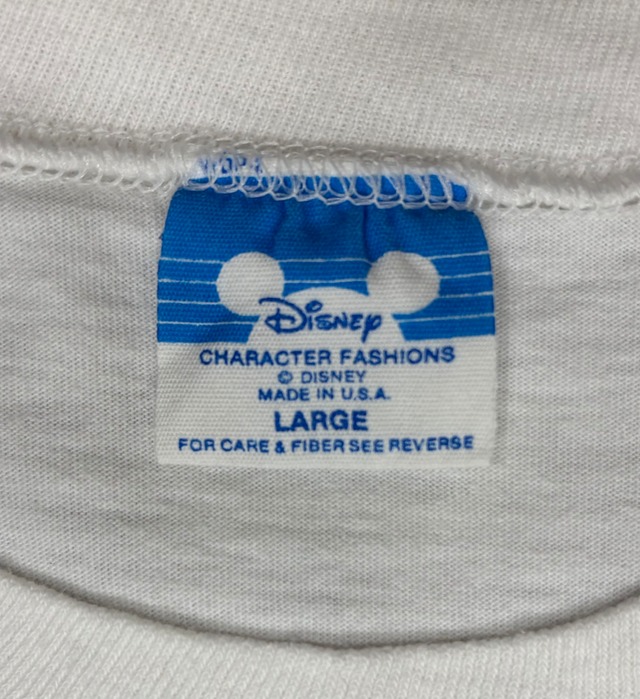 Disney
CHARACTER FASHIONS
© DISNEY
MADE IN U.S.A.
LARGE
FOR CARE & FIBER SEE REVERSE